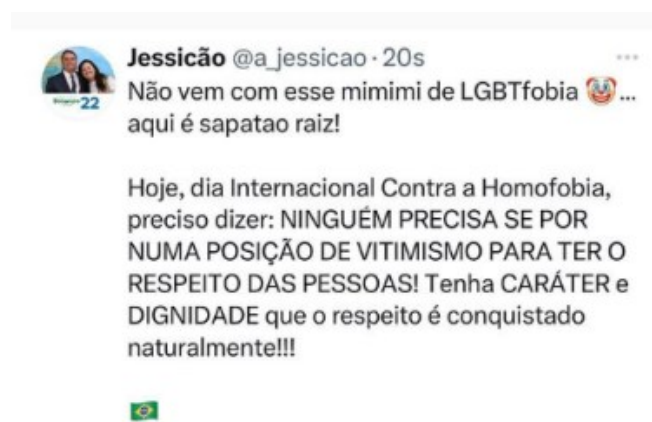 Jessicão @a_jessicao · 20s
Não vem com esse mimimi de LGBTfobia 🤡...
aqui é sapatao raiz!
Hoje, dia Internacional Contra a Homofobia,
preciso dizer: NINGUÉM PRECISA SE POR
NUMA POSIÇÃO DE VITIMISMO PARA TER O
RESPEITO DAS PESSOAS! Tenha CARÁTER e
DIGNIDADE que o respeito é conquistado
naturalmente!!!
🇧🇷
22